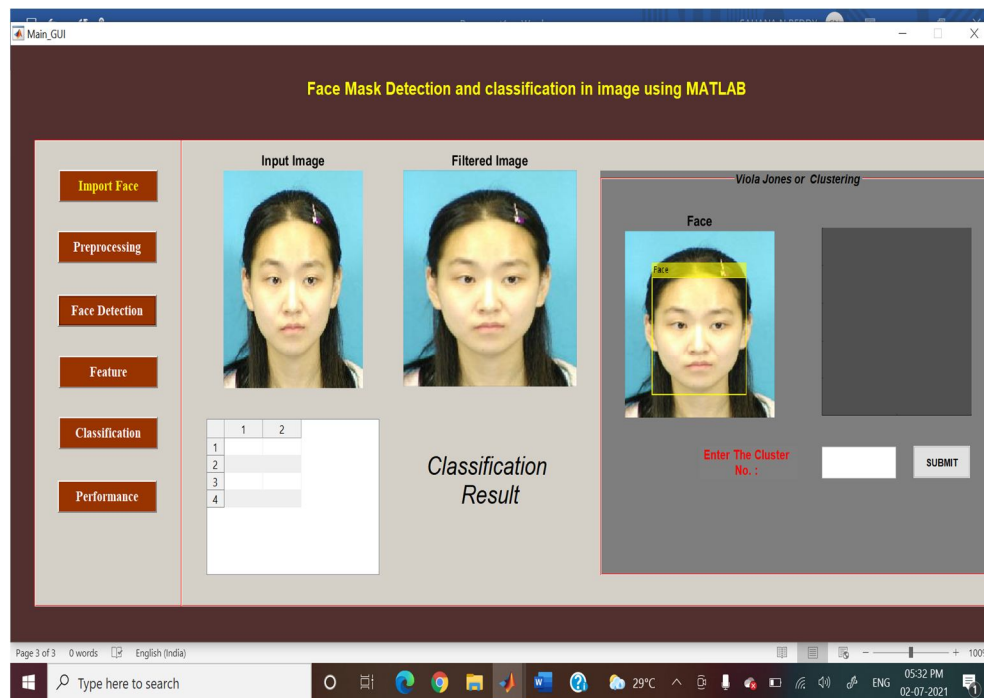 Main_GUI
Face Mask Detection and classification in image using MATLAB
Import Face
Preprocessing
Face Detection
Feature
Classification
Performance
Input Image
Filtered Image
Viola Jones or Clustering
Face
Face
1 2
1
2
3
4
Classification
Result
Enter The Cluster
No. :
SUBMIT
Page 3 of 3 0 words English (India)
100%
Type here to search
29°C
ENG
05:32 PM
02-07-2021
1